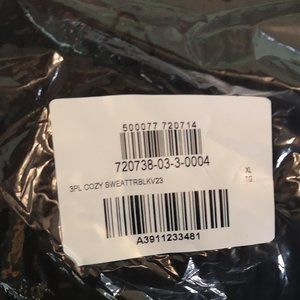 500077 720714
720738-03-3-0004
3PL COZY SWEATTRBLKV23
XL
A3911233481